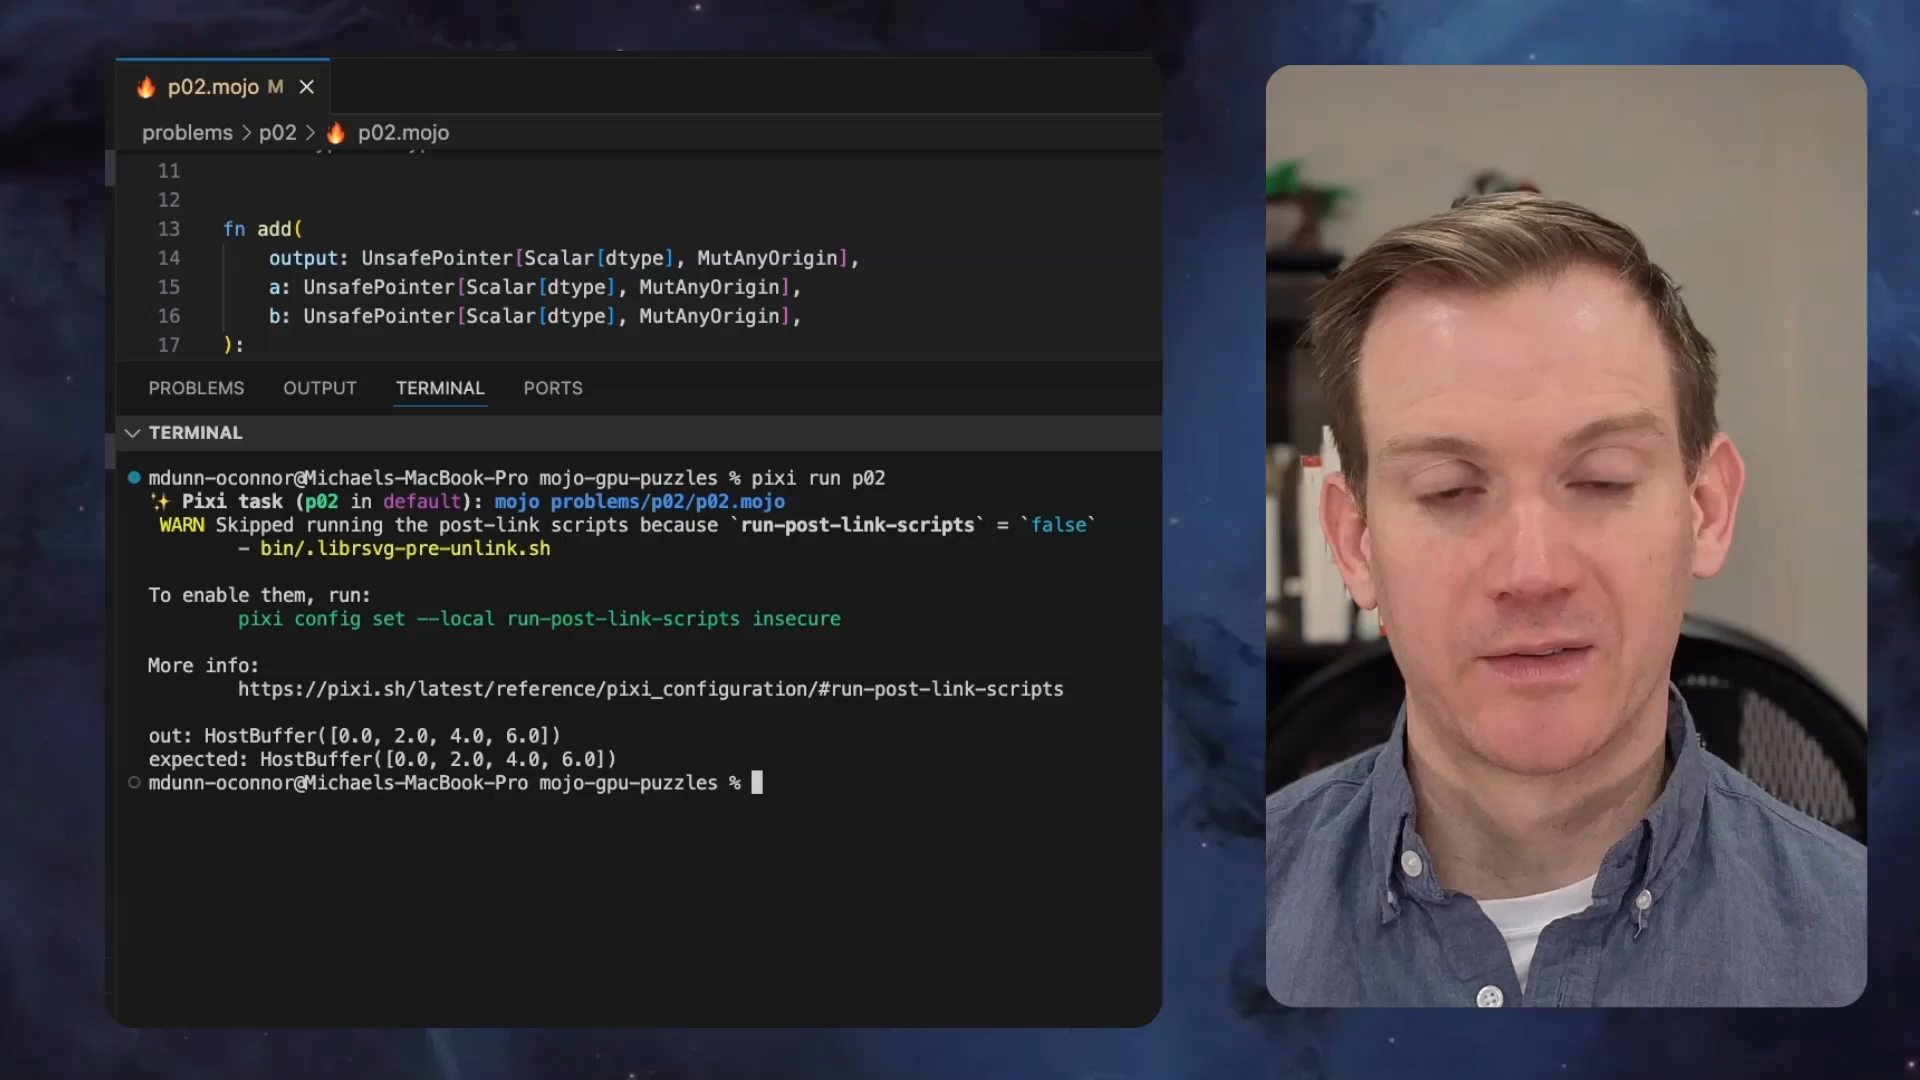 p02.mojo M
problems > p02 > p02.mojo
11
12
13 fn add(
14 output: UnsafePointer[Scalar[dtype], MutAnyOrigin],
15 a: UnsafePointer[Scalar[dtype], MutAnyOrigin],
16 b: UnsafePointer[Scalar[dtype], MutAnyOrigin],
17 ):
PROBLEMS OUTPUT TERMINAL PORTS
TERMINAL
mdunn-oconnor@Michaels-MacBook-Pro mojo-gpu-puzzles % pixi run p02
✨ Pixi task (p02 in default): mojo problems/p02/p02.mojo
WARN Skipped running the post-link scripts because `run-post-link-scripts` = `false`
- bin/.librsvg-pre-unlink.sh
To enable them, run:
pixi config set --local run-post-link-scripts insecure
More info:
https://pixi.sh/latest/reference/pixi_configuration/#run-post-link-scripts
out: HostBuffer([0.0, 2.0, 4.0, 6.0])
expected: HostBuffer([0.0, 2.0, 4.0, 6.0])
mdunn-oconnor@Michaels-MacBook-Pro mojo-gpu-puzzles %